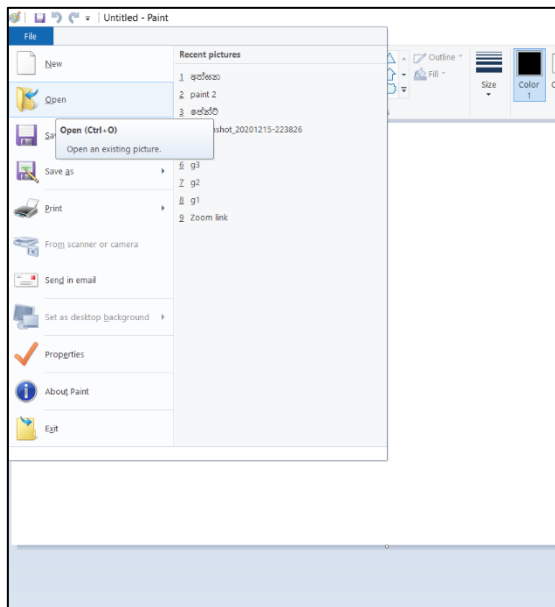 Untitled - Paint
File
New
Open
Save as
Print
From scanner or camera
Send in email
Set as desktop background
Properties
About Paint
Exit
Open (Ctrl+O)
Open an existing picture.
Recent pictures
1 අත්සන
2 paint 2
3 පේන්ට්
6 g3
7 g2
8 g1
9 Zoom link
Outline
Fill
Size
Color
1